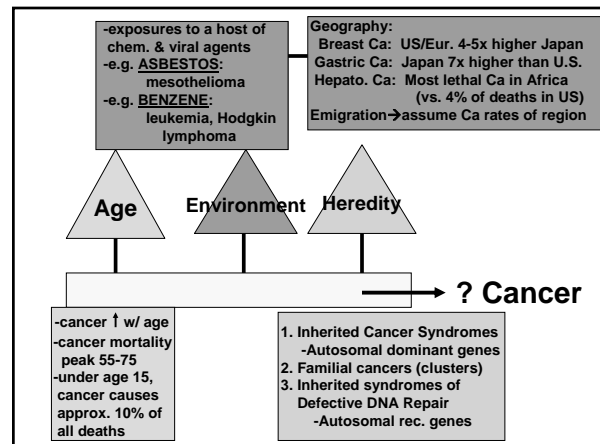 -exposures to a host of
chem. & viral agents
-e.g. ASBESTOS:
mesothelioma
-e.g. BENZENE:
leukemia, Hodgkin
lymphoma
Geography:
Breast Ca: US/Eur. 4-5x higher Japan
Gastric Ca: Japan 7x higher than U.S.
Hepato. Ca: Most lethal Ca in Africa
(vs. 4% of deaths in US)
Emigration→assume Ca rates of region
Age
Environment
Heredity
? Cancer
-cancer ↑ w/ age
-cancer mortality
peak 55-75
-under age 15,
cancer causes
approx. 10% of
all deaths
1. Inherited Cancer Syndromes
-Autosomal dominant genes
2. Familial cancers (clusters)
3. Inherited syndromes of
Defective DNA Repair
-Autosomal rec. genes